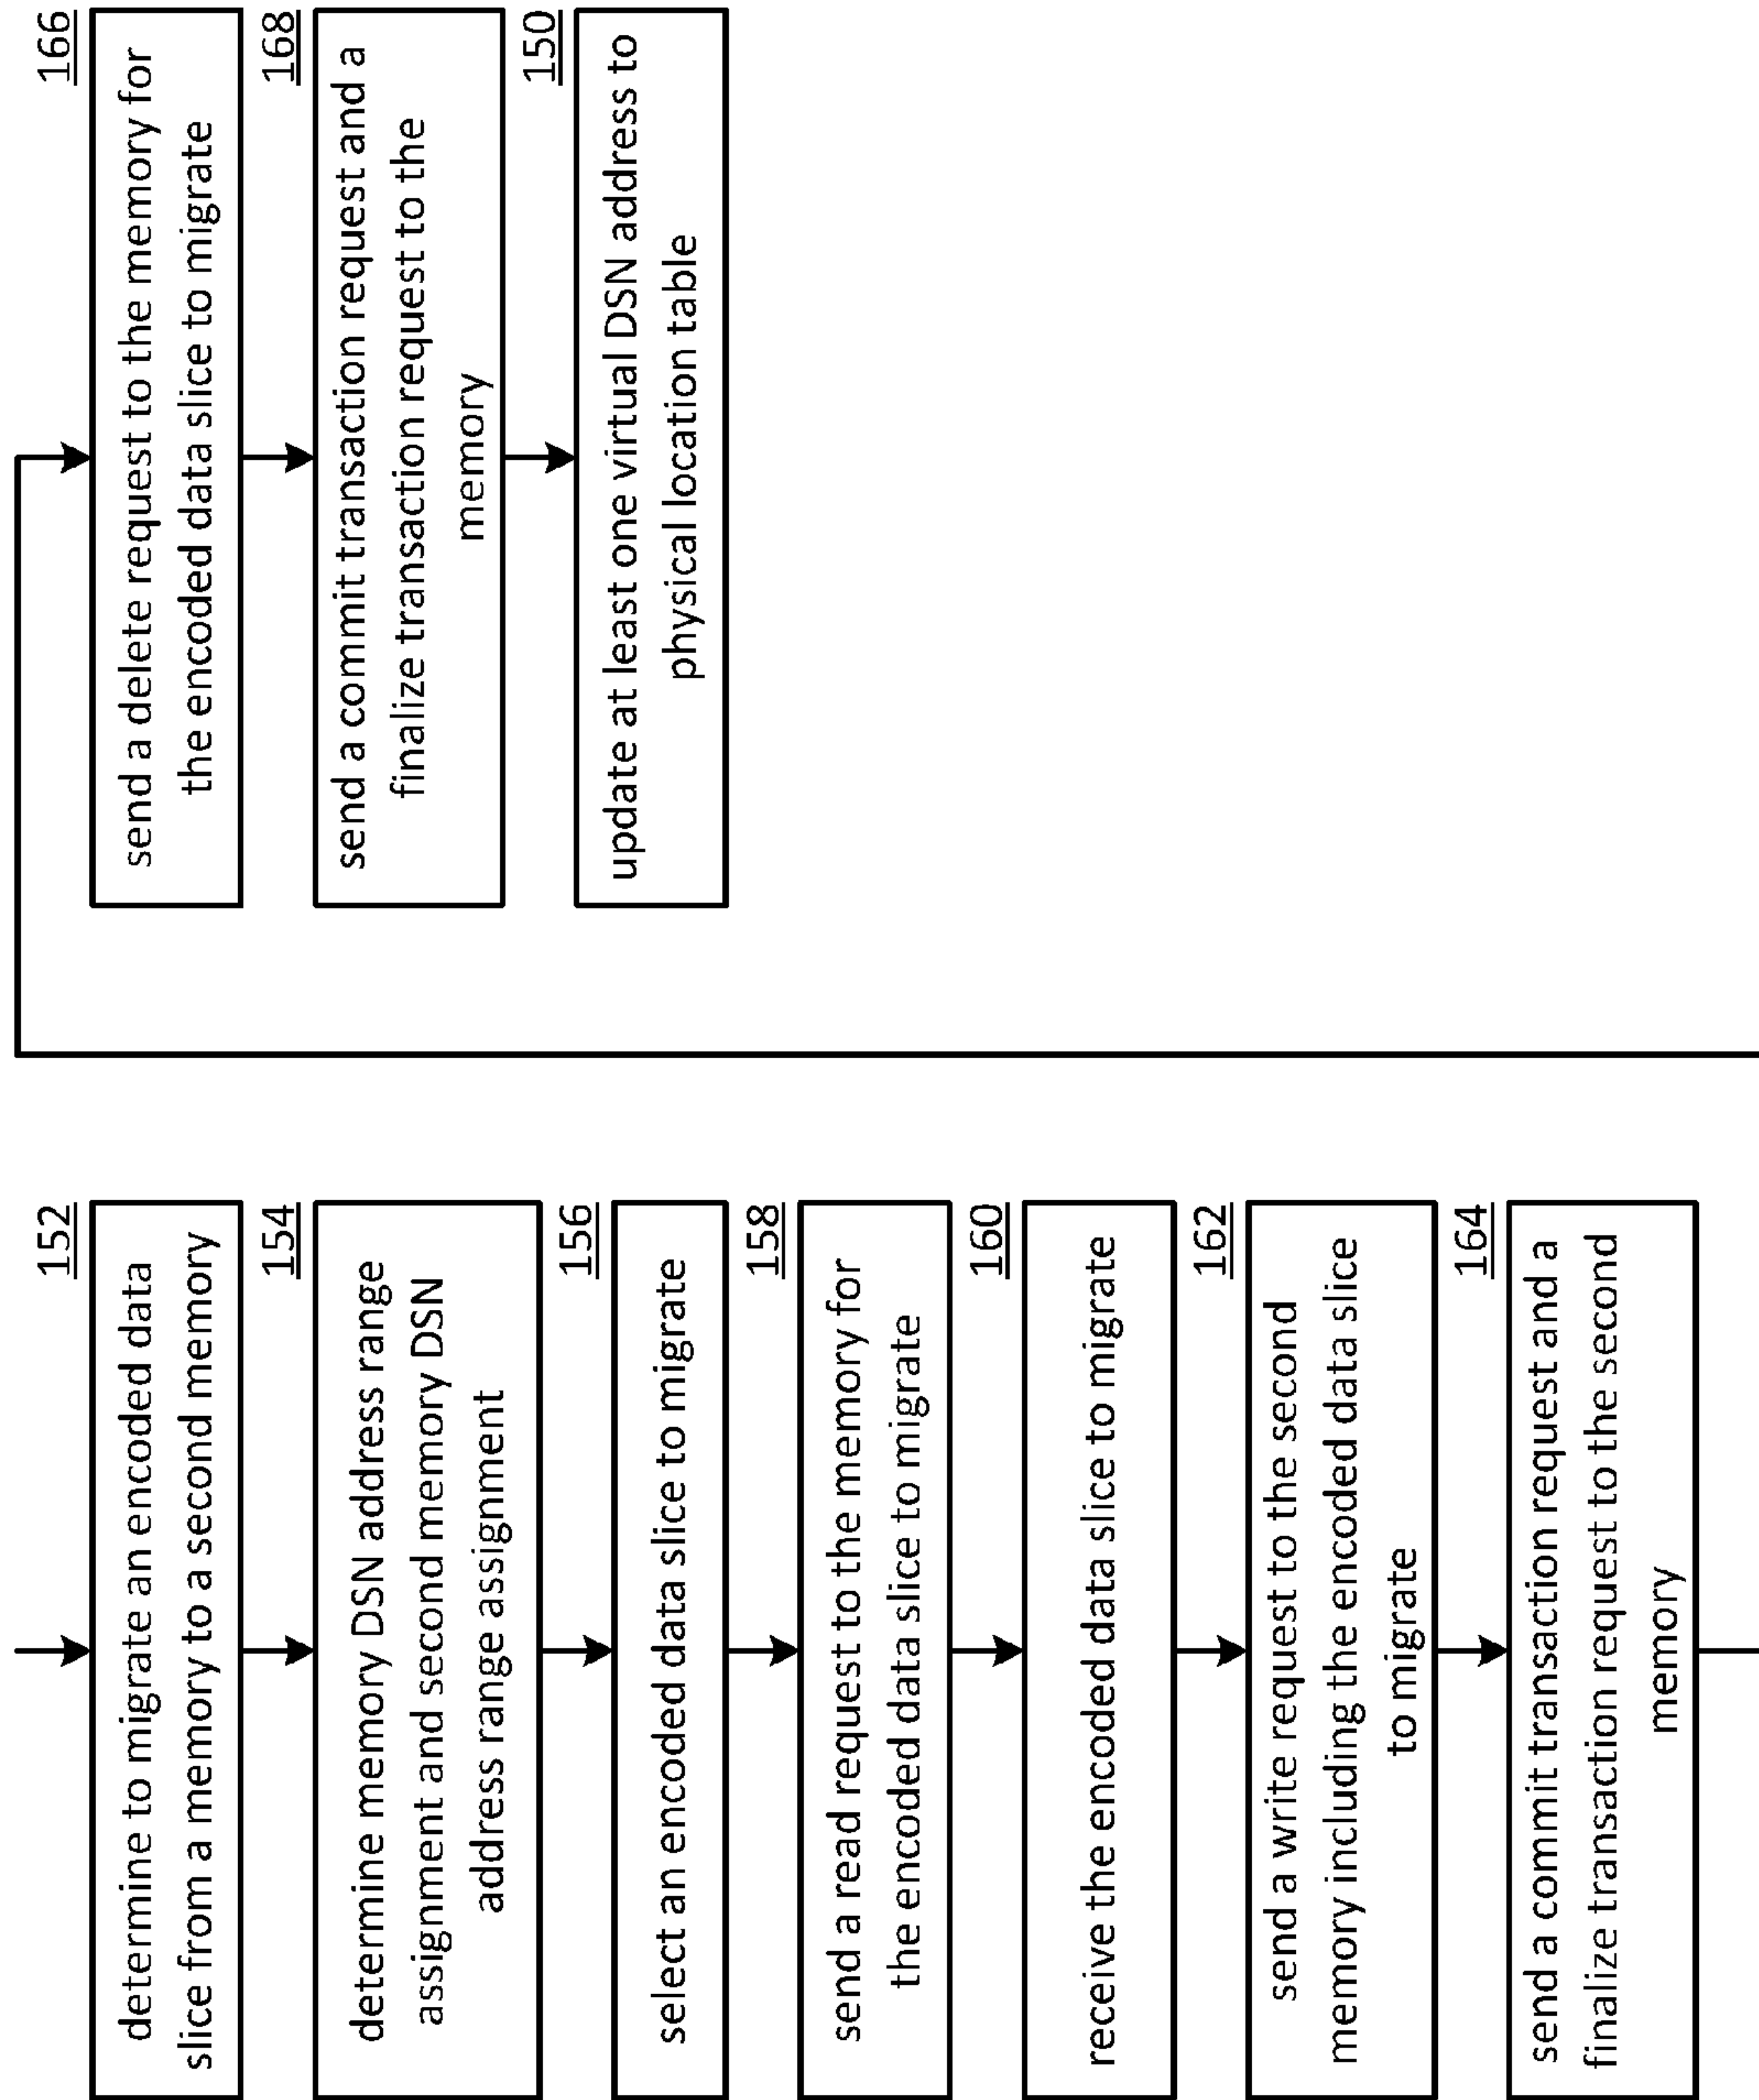 152
determine to migrate an encoded data
slice from a memory to a second memory
154
determine memory DSN address range
assignment and second memory DSN
address range assignment
156
select an encoded data slice to migrate
158
send a read request to the memory for
the encoded data slice to migrate
160
receive the encoded data slice to migrate
162
send a write request to the second
memory including the encoded data slice
to migrate
164
send a commit transaction request and a
finalize transaction request to the second
memory
166
send a delete request to the memory for
the encoded data slice to migrate
168
send a commit transaction request and a
finalize transaction request to the
memory
150
update at least one virtual DSN address to
physical location table